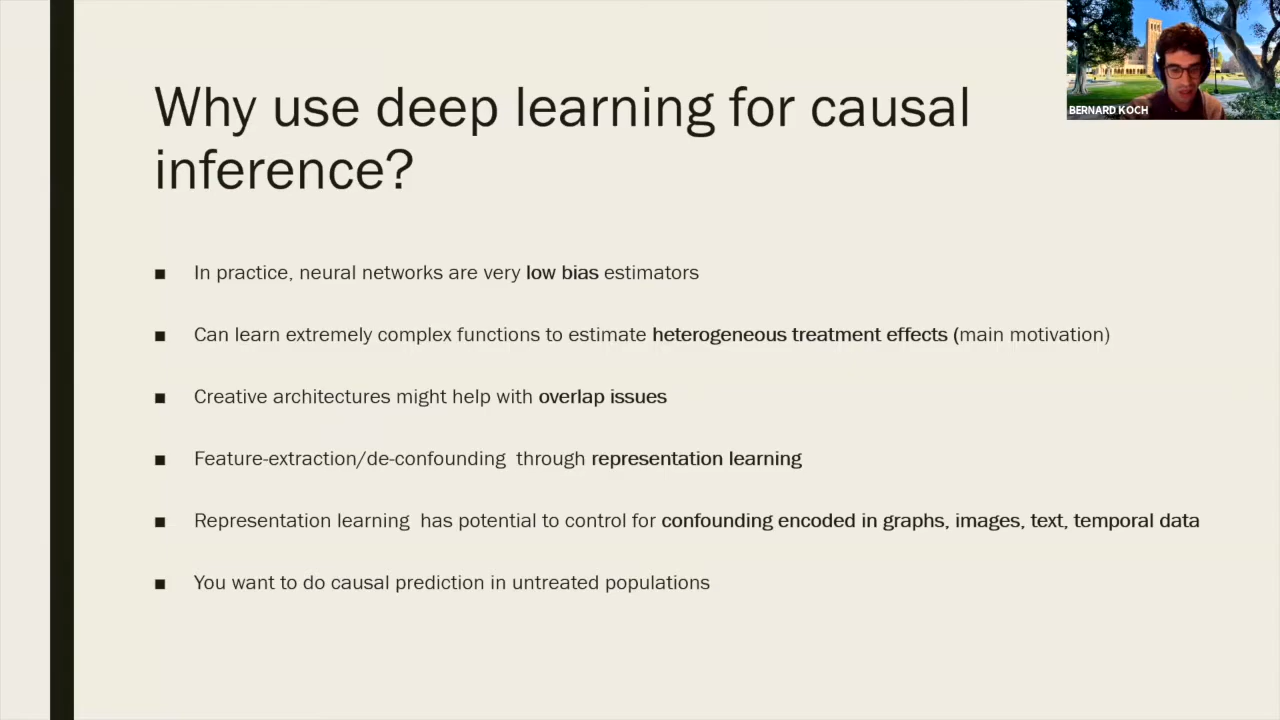 Why use deep learning for causal
inference?
BERNARD KOCH
■ In practice, neural networks are very low bias estimators
■ Can learn extremely complex functions to estimate heterogeneous treatment effects (main motivation)
■ Creative architectures might help with overlap issues
■ Feature-extraction/de-confounding  through representation learning
■ Representation learning  has potential to control for confounding encoded in graphs, images, text, temporal data
■ You want to do causal prediction in untreated populations